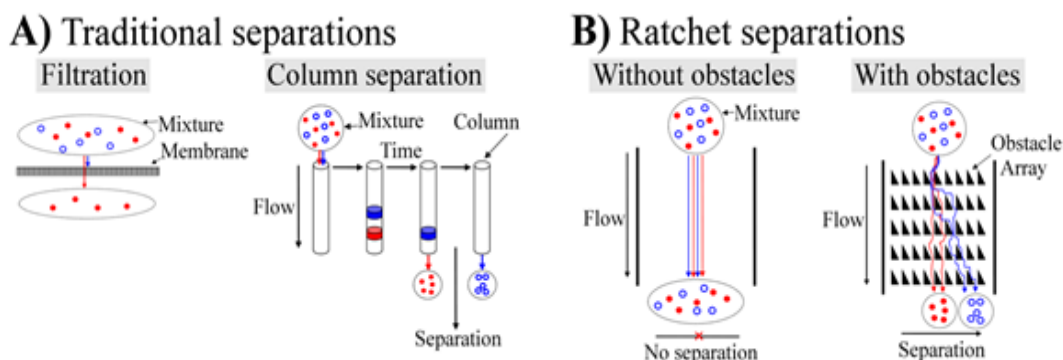 A) Traditional separations
Filtration
Mixture
Membrane
Column separation
Mixture
Column
Time
Flow
Separation
B) Ratchet separations
Without obstacles
Mixture
Flow
No separation
With obstacles
Obstacle
Array
Flow
Separation